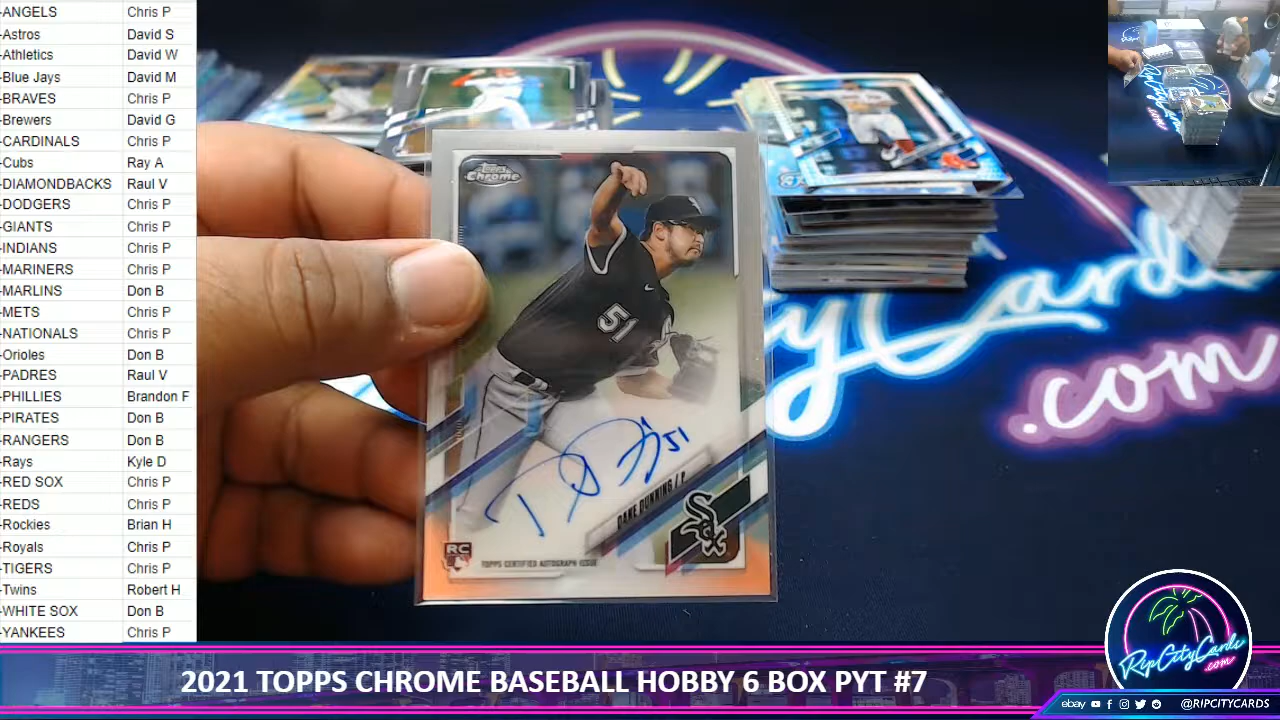 -ANGELS Chris P
-Astros David S
-Athletics David W
-Blue Jays David M
-BRAVES Chris P
-Brewers David G
-CARDINALS Chris P
-Cubs Ray A
-DIAMONDBACKS Raul V
-DODGERS Chris P
-GIANTS Chris P
-INDIANS Chris P
-MARINERS Chris P
-MARLINS Don B
-METS Chris P
-NATIONALS Chris P
-Orioles Don B
-PADRES Raul V
-PHILLIES Brandon F
-PIRATES Don B
-RANGERS Don B
-Rays Kyle D
-RED SOX Chris P
-REDS Chris P
-Rockies Brian H
-Royals Chris P
-TIGERS Chris P
-Twins Robert H
-WHITE SOX Don B
-YANKEES Chris P
Topps
Chrome
51
51
DANE DUNNING / P
Sox
RC
TOPPS CERTIFIED AUTOGRAPH ISSUE
yCards
.com
RipCityCards
.com
2021 TOPPS CHROME BASEBALL HOBBY 6 BOX PYT #7
ebay @RIPCITYCARDS